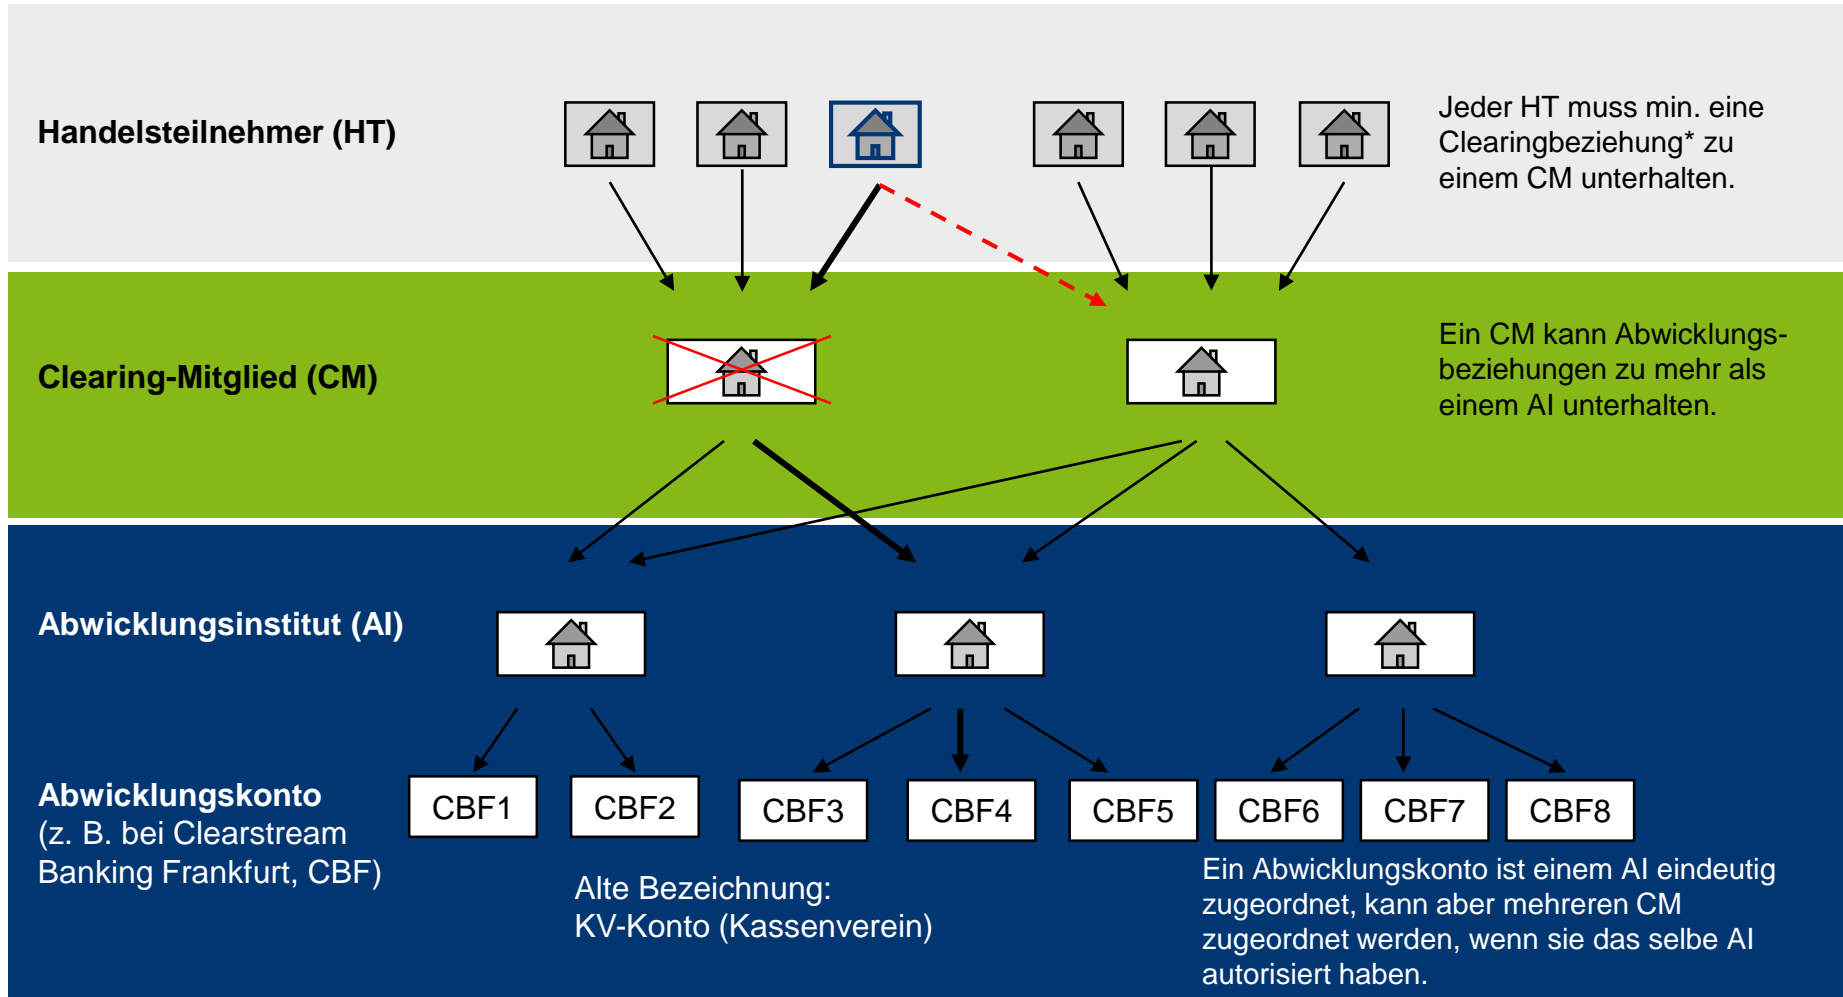 Handelsteilnehmer (HT)
Jeder HT muss min. eine
Clearingbeziehung* zu
einem CM unterhalten.
Clearing-Mitglied (CM)
Ein CM kann Abwicklungs-
beziehungen zu mehr als
einem AI unterhalten.
Abwicklungsinstitut (AI)
Abwicklungskonto
(z. B. bei Clearstream
Banking Frankfurt, CBF)
CBF1
CBF2
CBF3
CBF4
CBF5
CBF6
CBF7
CBF8
Alte Bezeichnung:
KV-Konto (Kassenverein)
Ein Abwicklungskonto ist einem AI eindeutig
zugeordnet, kann aber mehreren CM
zugeordnet werden, wenn sie das selbe AI
autorisiert haben.